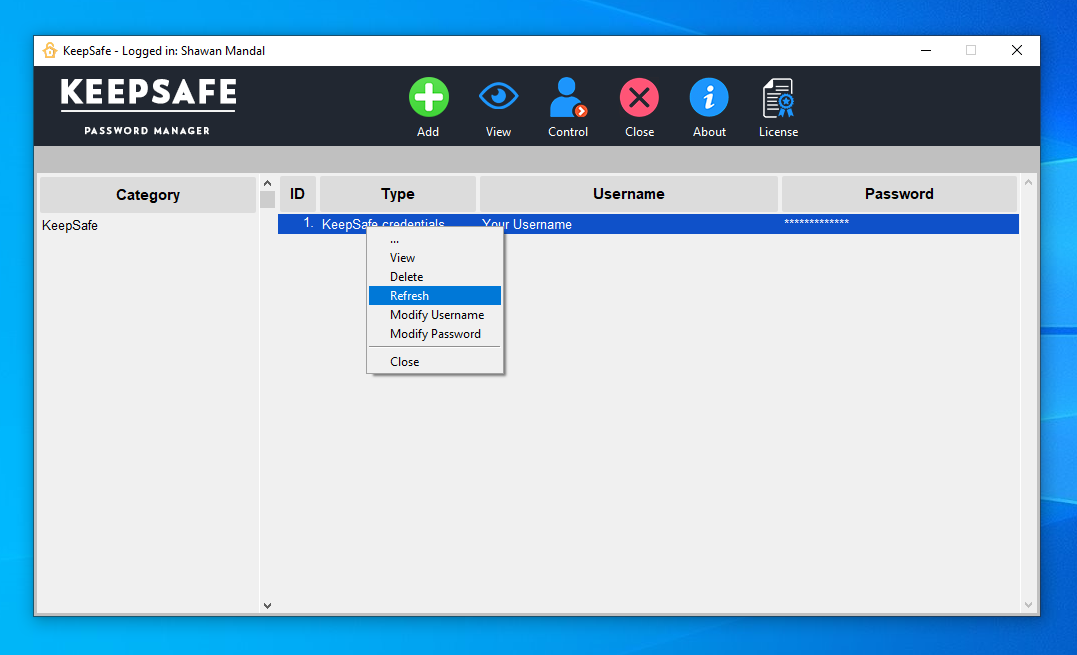 KeepSafe - Logged in: Shawan Mandal
KEEPSAFE
PASSWORD MANAGER
Add View Control Close About License
Category ID Type Username Password
KeepSafe 1. KeepSafe credentials Your Username *************
...
View
Delete
Refresh
Modify Username
Modify Password
Close